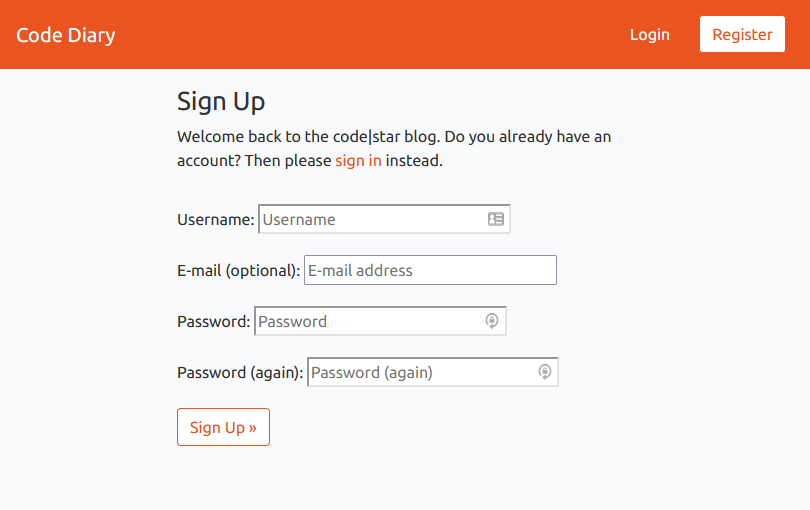 Code Diary
Login
Register
Sign Up
Welcome back to the code|star blog. Do you already have an
account? Then please sign in instead.
Username: Username
E-mail (optional): E-mail address
Password: Password
Password (again): Password (again)
Sign Up »